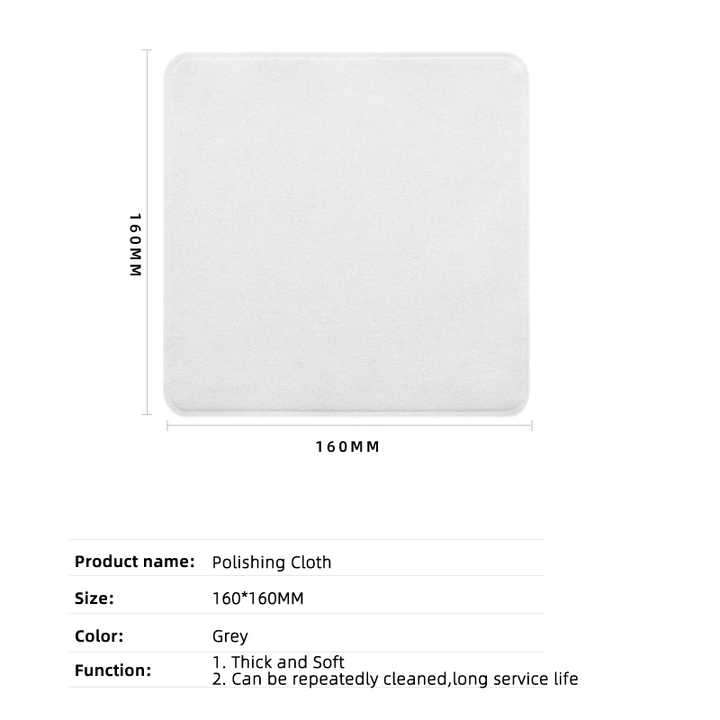 160MM
160MM
Product name: Polishing Cloth
Size: 160*160MM
Color: Grey
Function: 1. Thick and Soft
2. Can be repeatedly cleaned,long service life